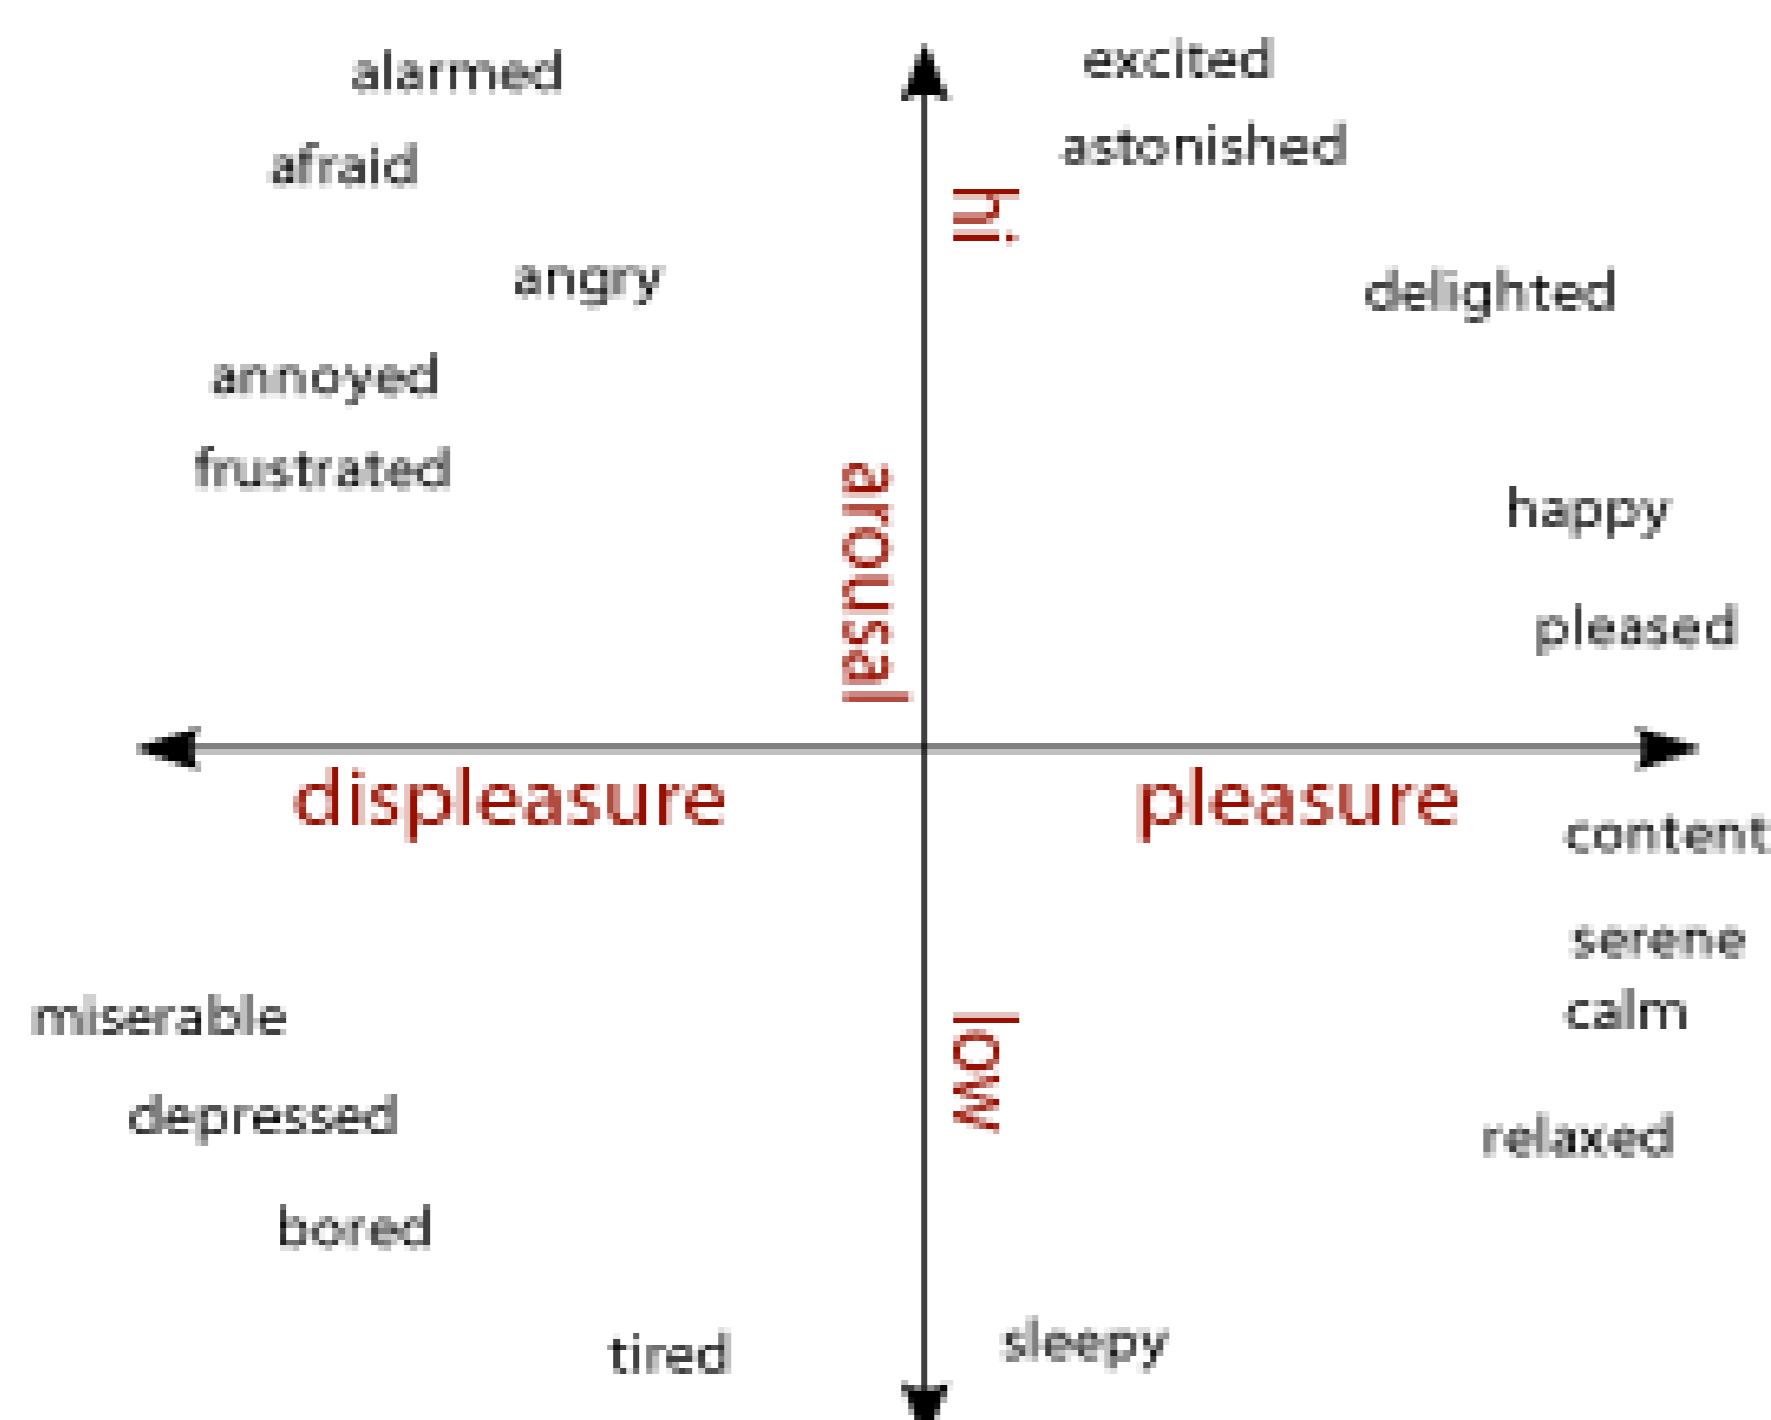 alarmed
excited
afraid
astonished
hi
angry
delighted
annoyed
frustrated
arousal
happy
pleased
displeasure
pleasure
content
serene
miserable
calm
low
depressed
relaxed
bored
tired
sleepy